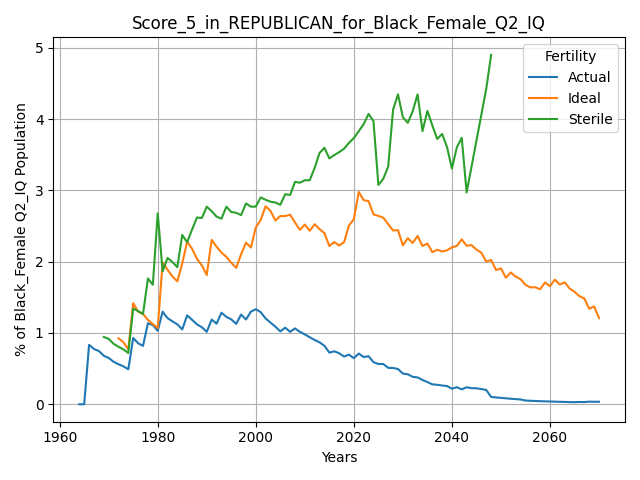 Score_5_in_REPUBLICAN_for_Black_Female_Q2_IQ
% of Black_Female Q2_IQ Population
5
4
3
2
1
0
Fertility
Actual
Ideal
Sterile
1960 1980 2000 2020 2040 2060
Years